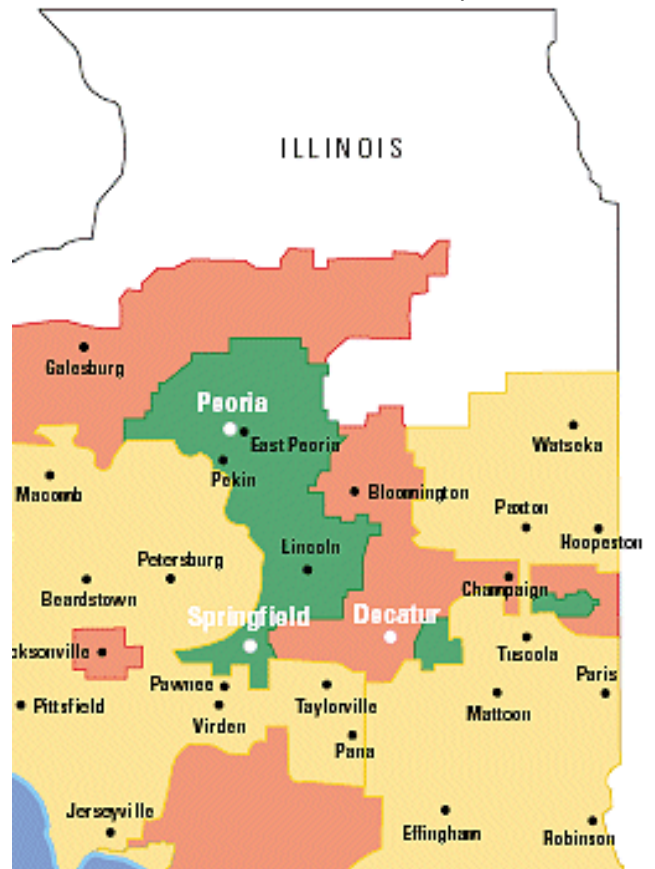 ILLINOIS
Galesburg
Peoria
East Peoria
Pekin
Watseka
Macomb
Bloomington
Paxton
Hoopeston
Lincoln
Petersburg
Champaign
Beardstown
Springfield
Decatur
cksonville
Tuscola
Paris
Pawnee
Taylorville
Mattoon
Pittsfield
Virden
Pana
Jerseyville
Effingham
Robinson